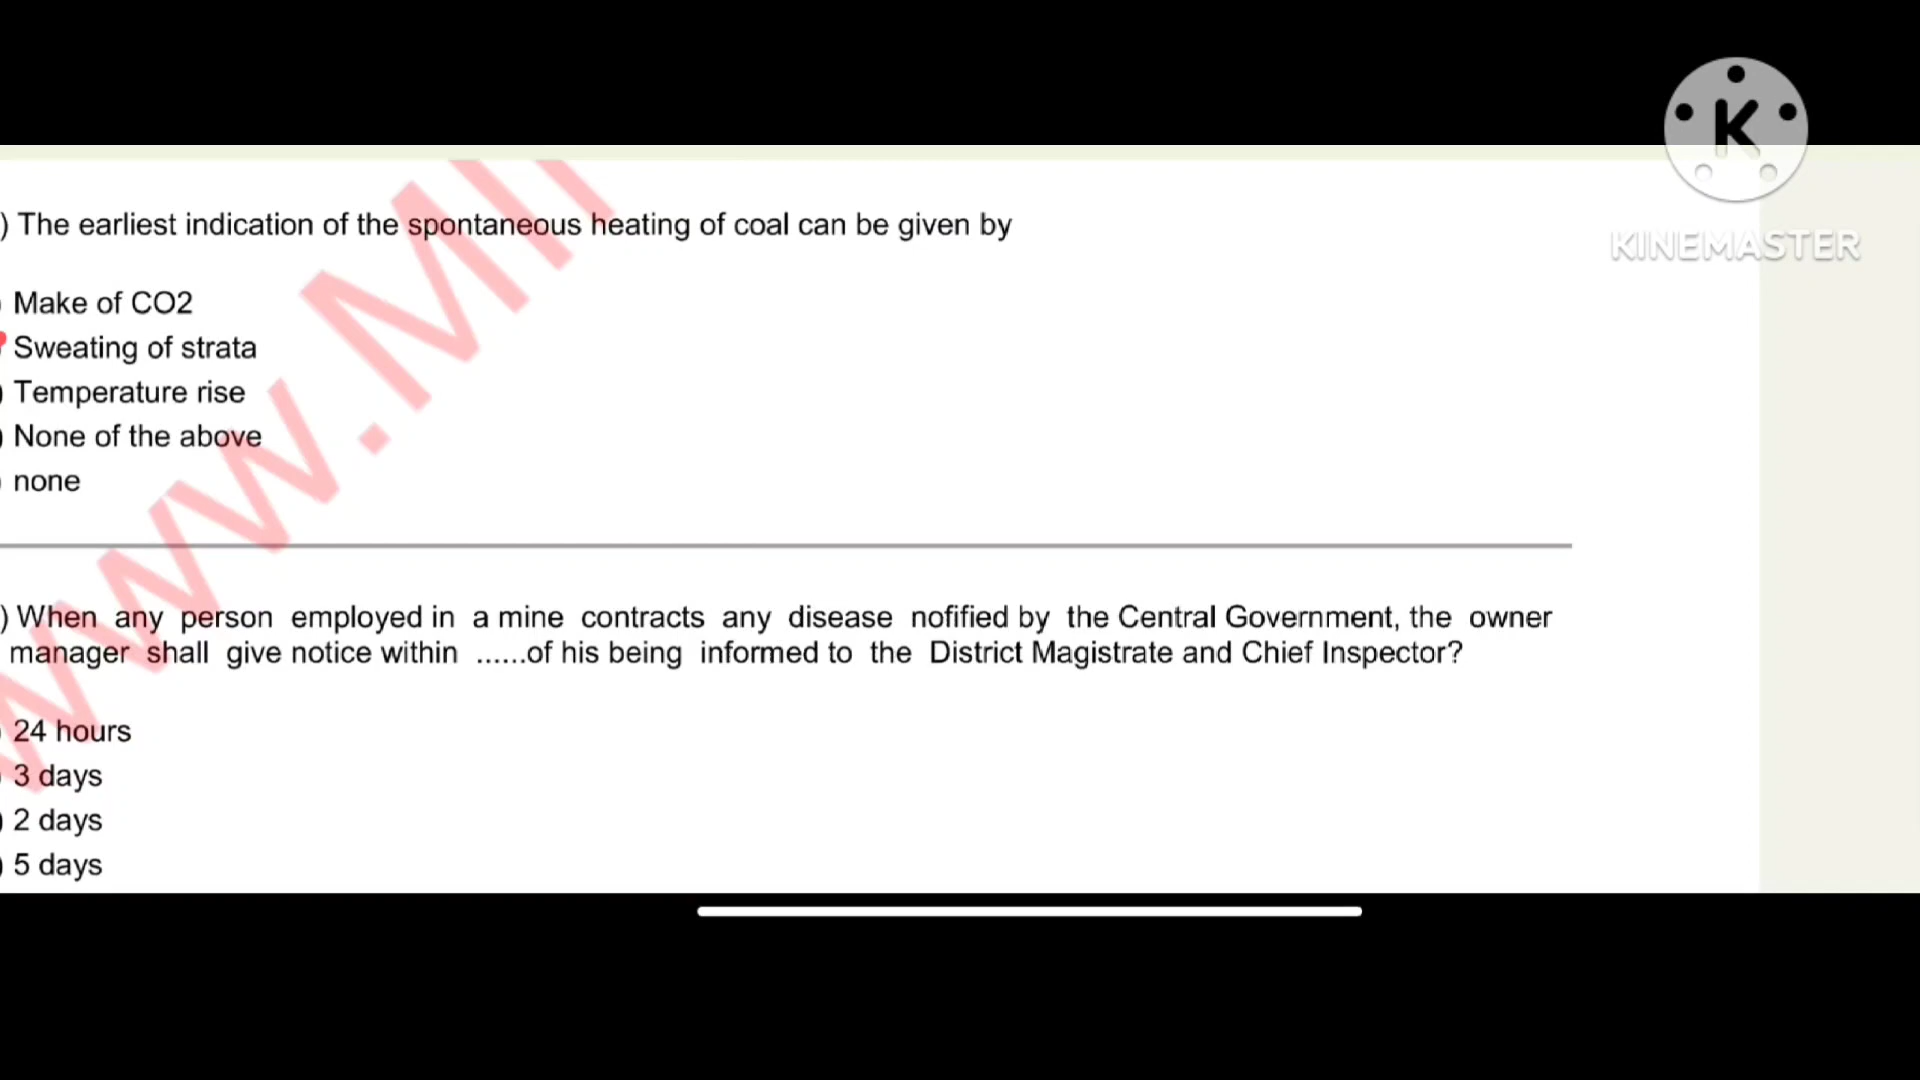 KINEMASTER
) The earliest indication of the spontaneous heating of coal can be given by
Make of CO2
Sweating of strata
) Temperature rise
) None of the above
none
) When any person employed in a mine contracts any disease nofified by the Central Government, the owner
manager shall give notice within ......of his being informed to the District Magistrate and Chief Inspector?
24 hours
3 days
) 2 days
) 5 days